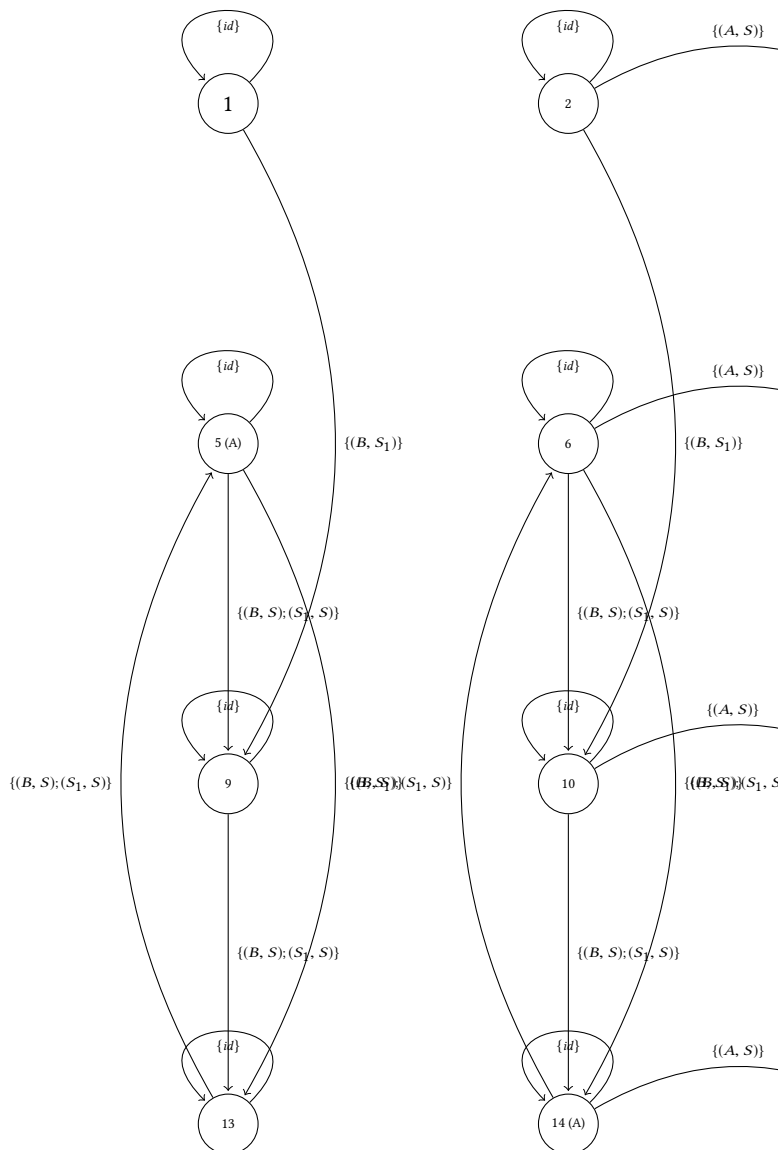 {id}
{id}
{(A, S)}
1
2
{id}
{id}
{(A, S)}
5 (A)
6
{(B, S₁)}
{(B, S₁)}
{(B, S);(S₁, S)}
{(B, S);(S₁, S)}
{id}
{id}
{(A, S)}
{(B, S);(S₁, S)}
9
10
{(B, S);(S₁, S)}
{(B, S);(S₁, S)}
{id}
{id}
{(A, S)}
13
14 (A)